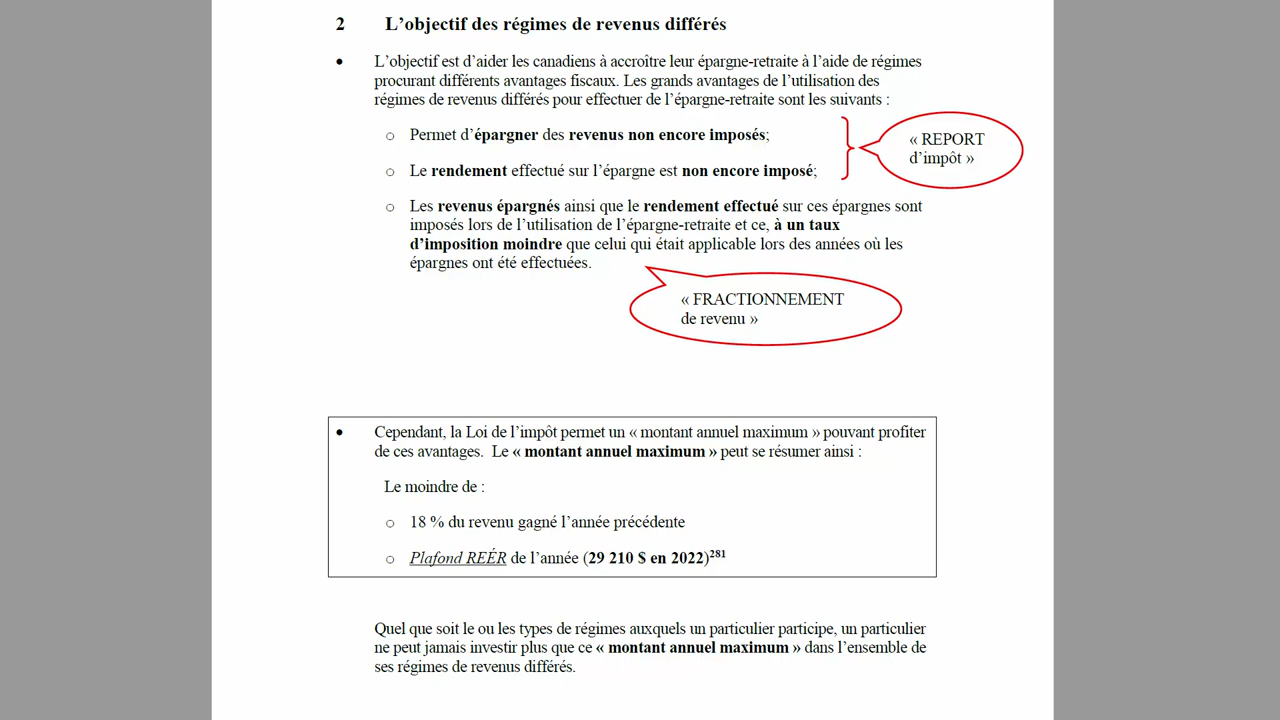 2 L’objectif des régimes de revenus différés
• L’objectif est d’aider les canadiens à accroître leur épargne-retraite à l’aide de régimes
procurant différents avantages fiscaux. Les grands avantages de l’utilisation des
régimes de revenus différés pour effectuer de l’épargne-retraite sont les suivants :
o Permet d’épargner des revenus non encore imposés;
o Le rendement effectué sur l’épargne est non encore imposé;
« REPORT
d’impôt »
o Les revenus épargnés ainsi que le rendement effectué sur ces épargnes sont
imposés lors de l’utilisation de l’épargne-retraite et ce, à un taux
d’imposition moindre que celui qui était applicable lors des années où les
épargnes ont été effectuées.
« FRACTIONNEMENT
de revenu »
• Cependant, la Loi de l’impôt permet un « montant annuel maximum » pouvant profiter
de ces avantages. Le « montant annuel maximum » peut se résumer ainsi :
Le moindre de :
o 18 % du revenu gagné l’année précédente
o Plafond REÉR de l’année (29 210 $ en 2022)281
Quel que soit le ou les types de régimes auxquels un particulier participe, un particulier
ne peut jamais investir plus que ce « montant annuel maximum » dans l’ensemble de
ses régimes de revenus différés.